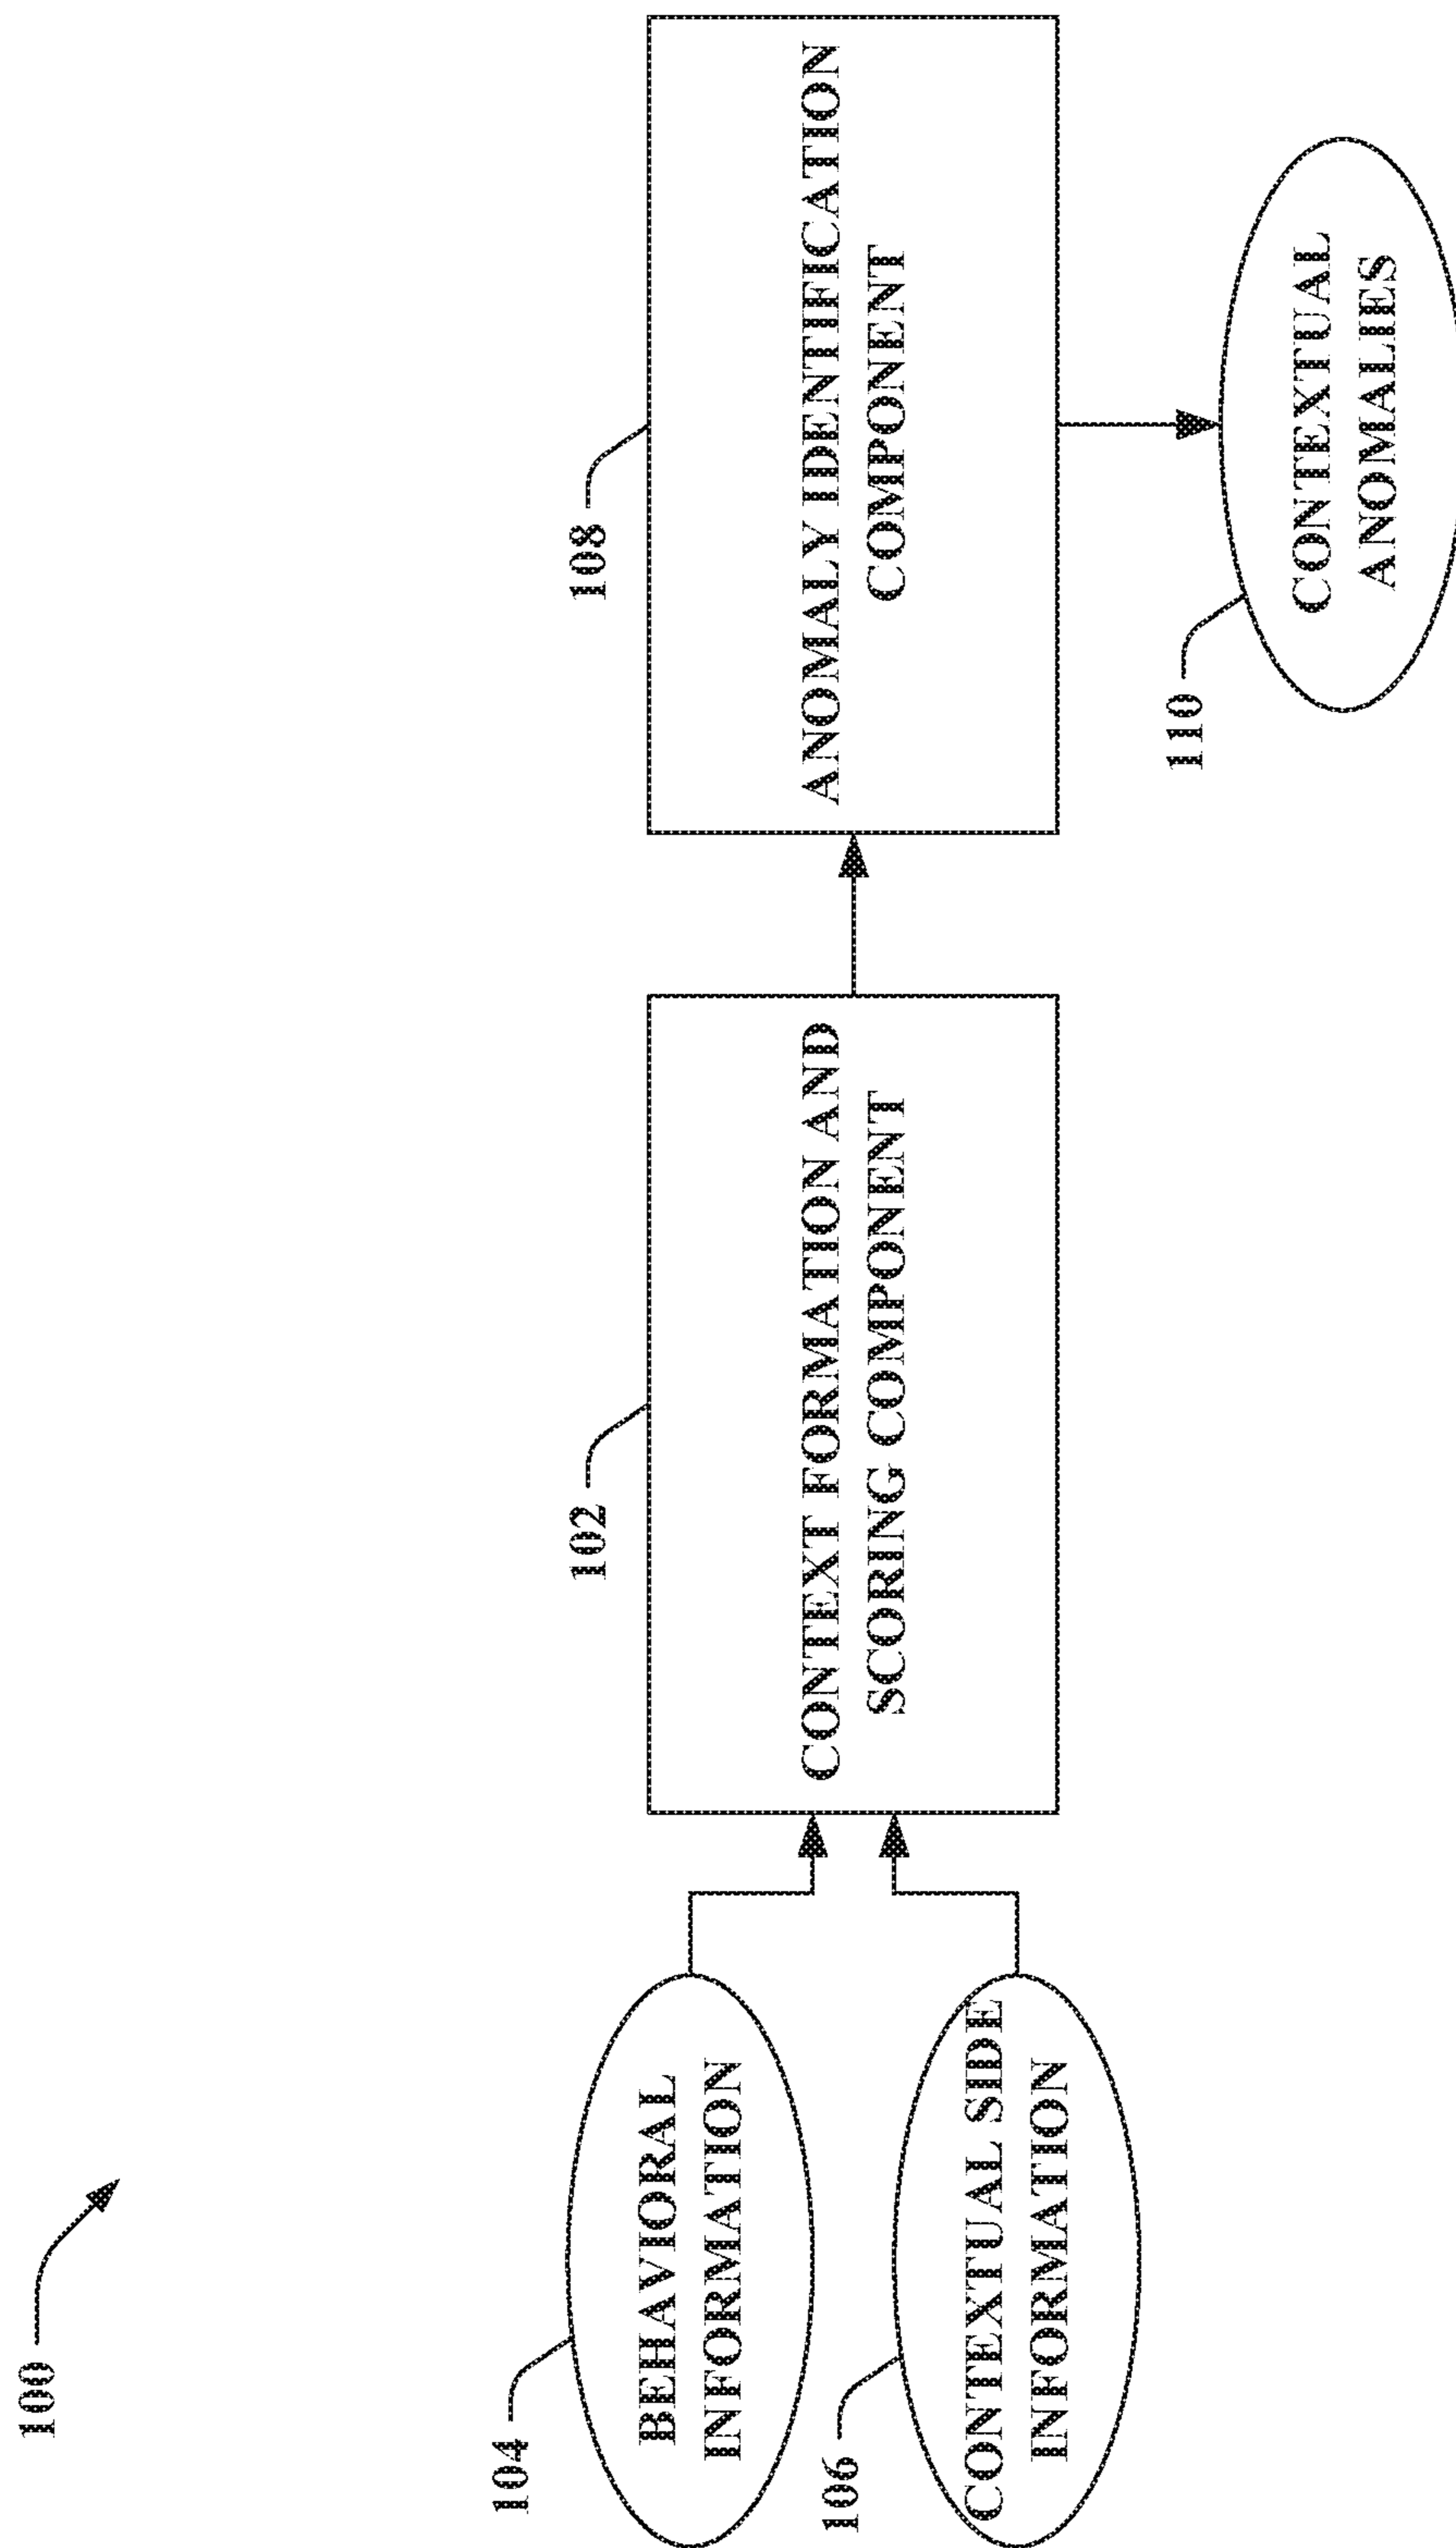 100
104
BEHAVIORAL
INFORMATION
106
CONTEXTUAL SIDE
INFORMATION
102
CONTEXT FORMATION AND
SCORING COMPONENT
108
ANOMALY IDENTIFICATION
COMPONENT
110
CONTEXTUAL
ANOMALIES